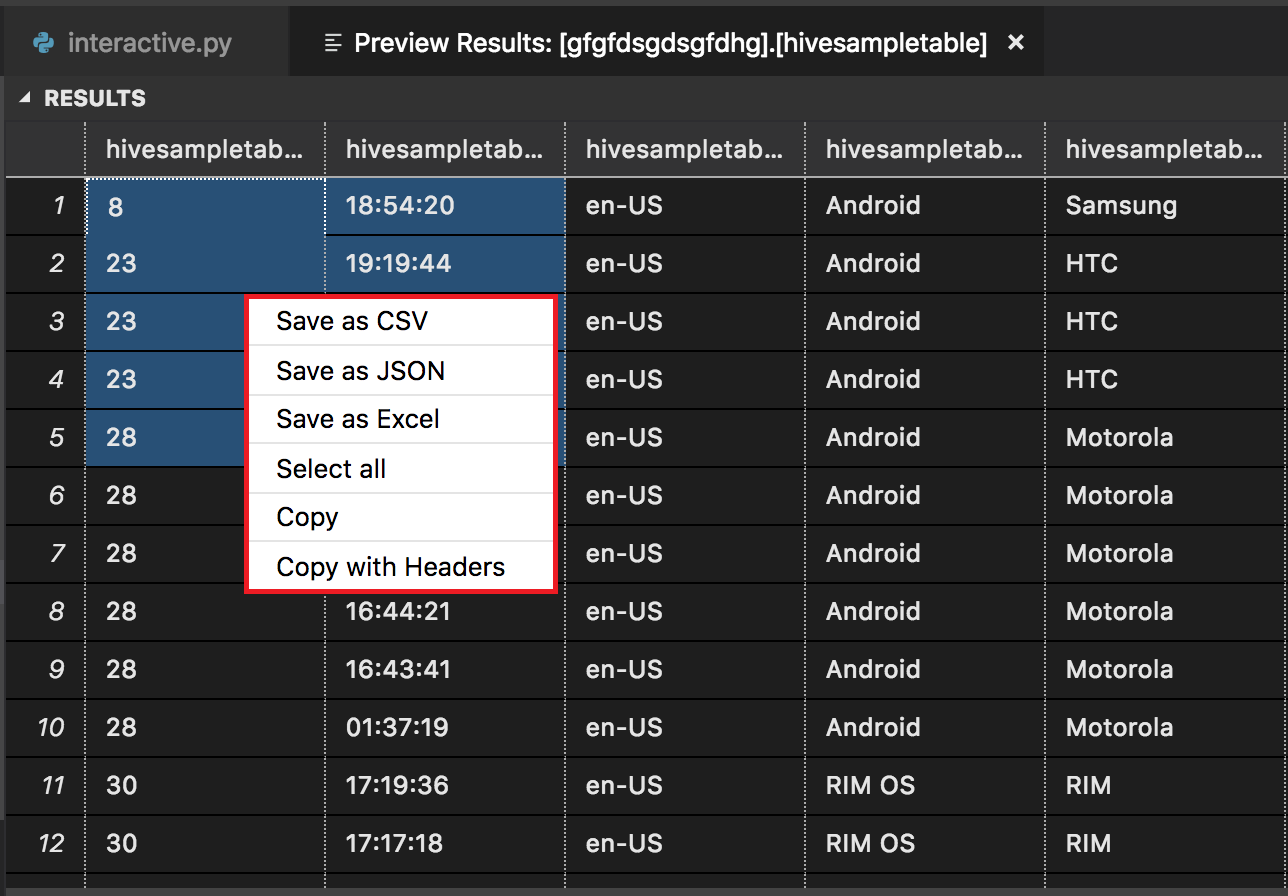 interactive.py
Preview Results: [gfgfdsgdsgfdhg].[hivesampletable] ×
RESULTS
hivesampletab... hivesampletab... hivesampletab... hivesampletab... hivesampletab...
1 8 18:54:20 en-US Android Samsung
2 23 19:19:44 en-US Android HTC
3 23 en-US Android HTC
4 23 en-US Android HTC
5 28 en-US Android Motorola
6 28 en-US Android Motorola
7 28 en-US Android Motorola
Save as CSV
Save as JSON
Save as Excel
Select all
Copy
Copy with Headers
8 28 16:44:21 en-US Android Motorola
9 28 16:43:41 en-US Android Motorola
10 28 01:37:19 en-US Android Motorola
11 30 17:19:36 en-US RIM OS RIM
12 30 17:17:18 en-US RIM OS RIM